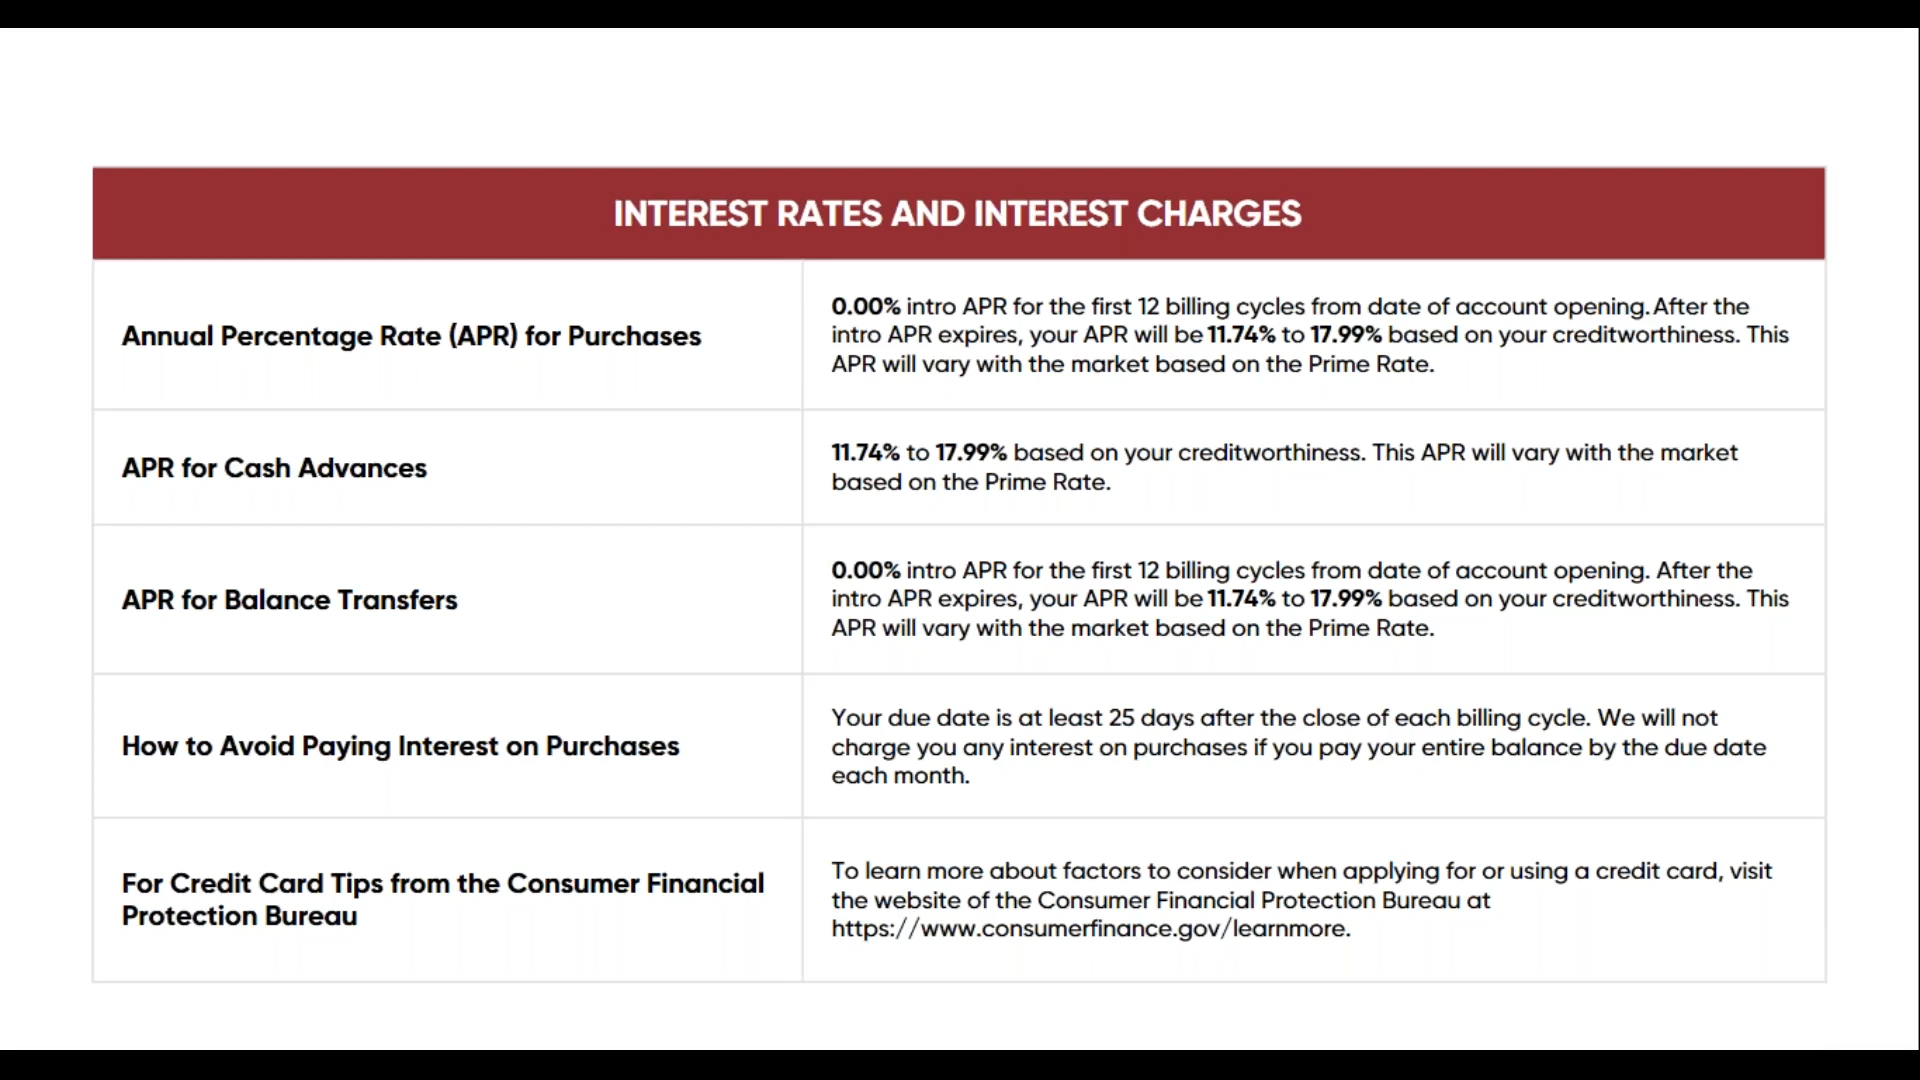 INTEREST RATES AND INTEREST CHARGES
Annual Percentage Rate (APR) for Purchases
0.00% intro APR for the first 12 billing cycles from date of account opening. After the
intro APR expires, your APR will be 11.74% to 17.99% based on your creditworthiness. This
APR will vary with the market based on the Prime Rate.
APR for Cash Advances
11.74% to 17.99% based on your creditworthiness. This APR will vary with the market
based on the Prime Rate.
APR for Balance Transfers
0.00% intro APR for the first 12 billing cycles from date of account opening. After the
intro APR expires, your APR will be 11.74% to 17.99% based on your creditworthiness. This
APR will vary with the market based on the Prime Rate.
How to Avoid Paying Interest on Purchases
Your due date is at least 25 days after the close of each billing cycle. We will not
charge you any interest on purchases if you pay your entire balance by the due date
each month.
For Credit Card Tips from the Consumer Financial
Protection Bureau
To learn more about factors to consider when applying for or using a credit card, visit
the website of the Consumer Financial Protection Bureau at
https://www.consumerfinance.gov/learnmore.